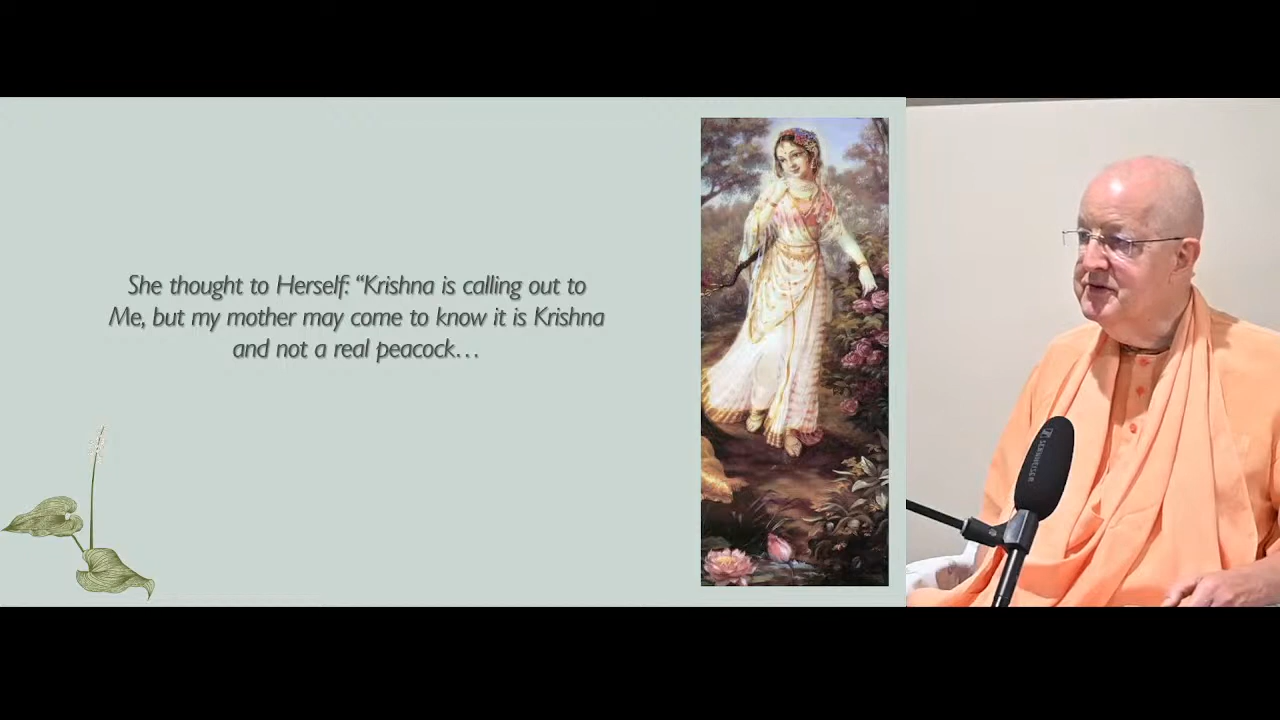 She thought to Herself: “Krishna is calling out to
Me, but my mother may come to know it is Krishna
and not a real peacock…
SENNHEISER